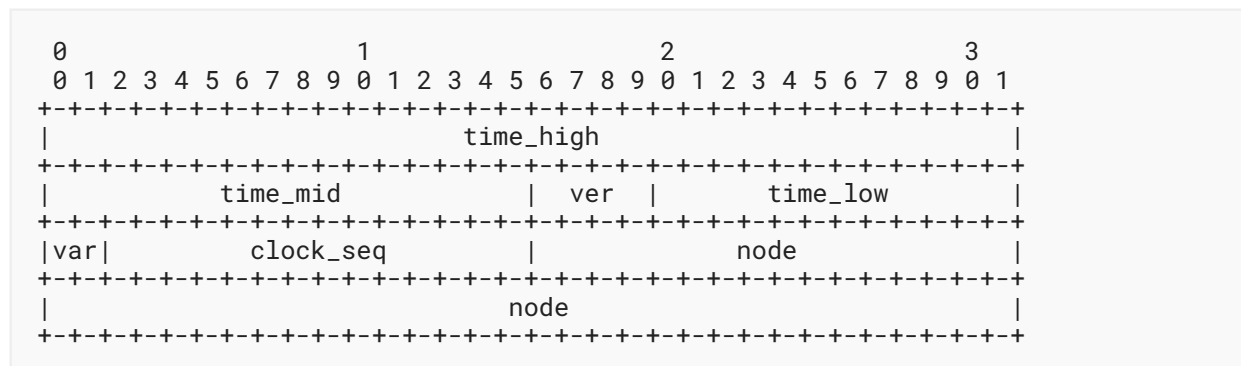 0                   1                   2                   3
 0 1 2 3 4 5 6 7 8 9 0 1 2 3 4 5 6 7 8 9 0 1 2 3 4 5 6 7 8 9 0 1
+-+-+-+-+-+-+-+-+-+-+-+-+-+-+-+-+-+-+-+-+-+-+-+-+-+-+-+-+-+-+-+-+
|                           time_high                           |
+-+-+-+-+-+-+-+-+-+-+-+-+-+-+-+-+-+-+-+-+-+-+-+-+-+-+-+-+-+-+-+-+
|           time_mid            |  ver  |       time_low        |
+-+-+-+-+-+-+-+-+-+-+-+-+-+-+-+-+-+-+-+-+-+-+-+-+-+-+-+-+-+-+-+-+
|var|         clock_seq         |             node              |
+-+-+-+-+-+-+-+-+-+-+-+-+-+-+-+-+-+-+-+-+-+-+-+-+-+-+-+-+-+-+-+-+
|                              node                             |
+-+-+-+-+-+-+-+-+-+-+-+-+-+-+-+-+-+-+-+-+-+-+-+-+-+-+-+-+-+-+-+-+